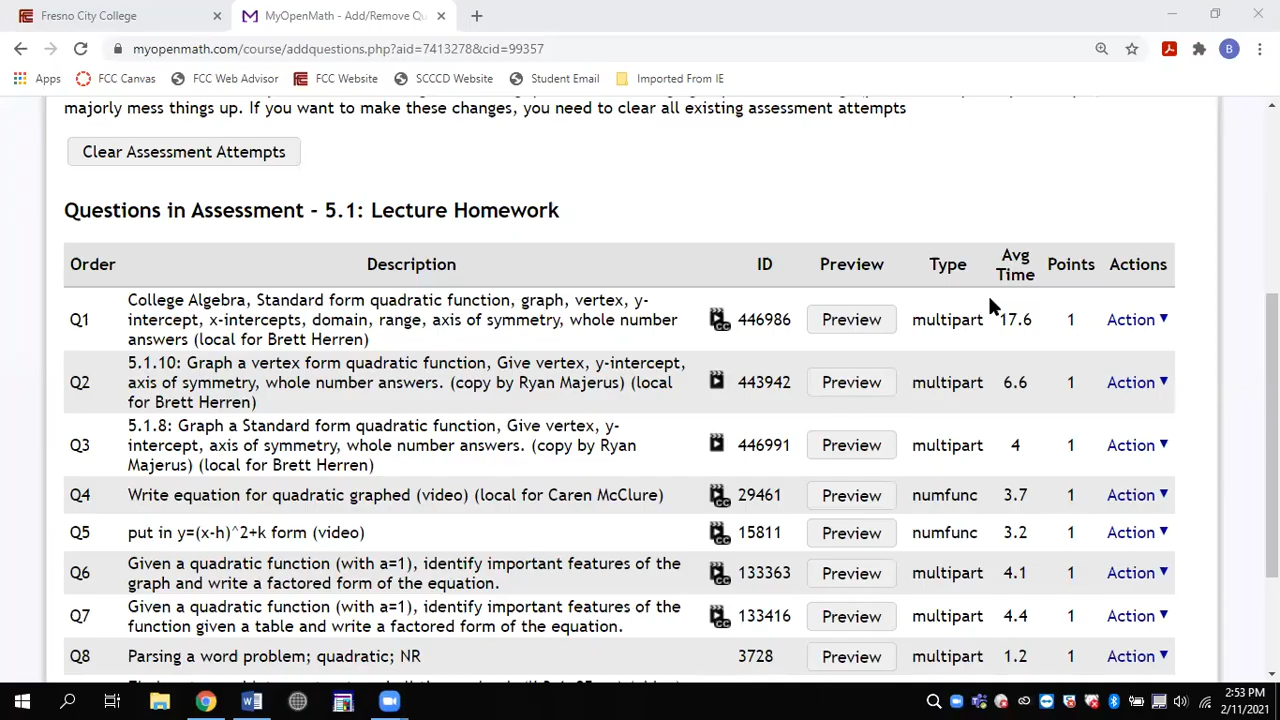 Fresno City College
MyOpenMath - Add/Remove Qu
myopenmath.com/course/addquestions.php?aid=7413278&cid=99357
B
Apps
FCC Canvas
FCC Web Advisor
FCC Website
SCCCD Website
Student Email
Imported From IE
majorly mess things up. If you want to make these changes, you need to clear all existing assessment attempts
Clear Assessment Attempts
Questions in Assessment - 5.1: Lecture Homework
Order Description ID Preview Type Avg Time Points Actions
Q1 College Algebra, Standard form quadratic function, graph, vertex, y-
intercept, x-intercepts, domain, range, axis of symmetry, whole number
answers (local for Brett Herren)
CC 446986 Preview multipart 17.6 1 Action
Q2 5.1.10: Graph a vertex form quadratic function, Give vertex, y-intercept,
axis of symmetry, whole number answers. (copy by Ryan Majerus) (local
for Brett Herren)
443942 Preview multipart 6.6 1 Action
Q3 5.1.8: Graph a Standard form quadratic function, Give vertex, y-
intercept, axis of symmetry, whole number answers. (copy by Ryan
Majerus) (local for Brett Herren)
446991 Preview multipart 4 1 Action
Q4 Write equation for quadratic graphed (video) (local for Caren McClure) CC 29461 Preview numfunc 3.7 1 Action
Q5 put in y=(x-h)^2+k form (video) CC 15811 Preview numfunc 3.2 1 Action
Q6 Given a quadratic function (with a=1), identify important features of the
graph and write a factored form of the equation.
CC 133363 Preview multipart 4.1 1 Action
Q7 Given a quadratic function (with a=1), identify important features of the
function given a table and write a factored form of the equation.
CC 133416 Preview multipart 4.4 1 Action
Q8 Parsing a word problem; quadratic; NR 3728 Preview multipart 1.2 1 Action
2:53 PM
2/11/2021